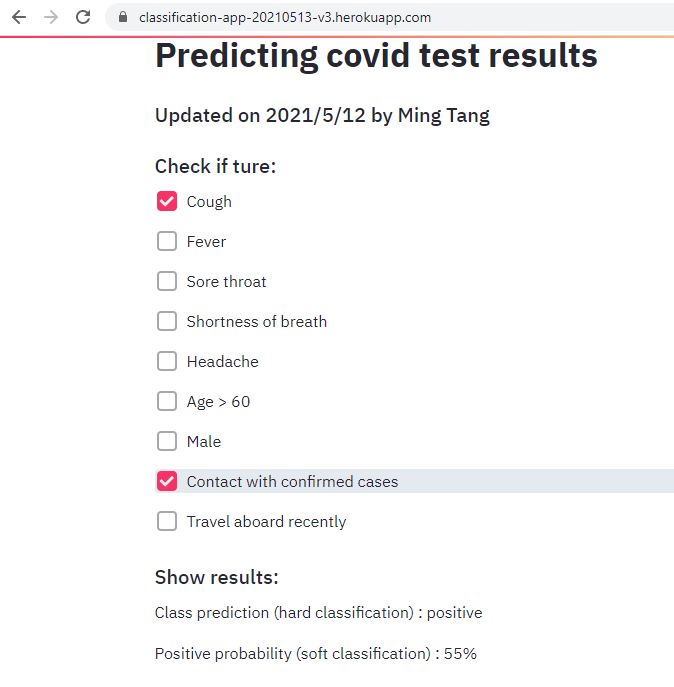 classification-app-20210513-v3.herokuapp.com
Predicting covid test results
Updated on 2021/5/12 by Ming Tang
Check if ture:
Cough
Fever
Sore throat
Shortness of breath
Headache
Age > 60
Male
Contact with confirmed cases
Travel aboard recently
Show results:
Class prediction (hard classification) : positive
Positive probability (soft classification) : 55%